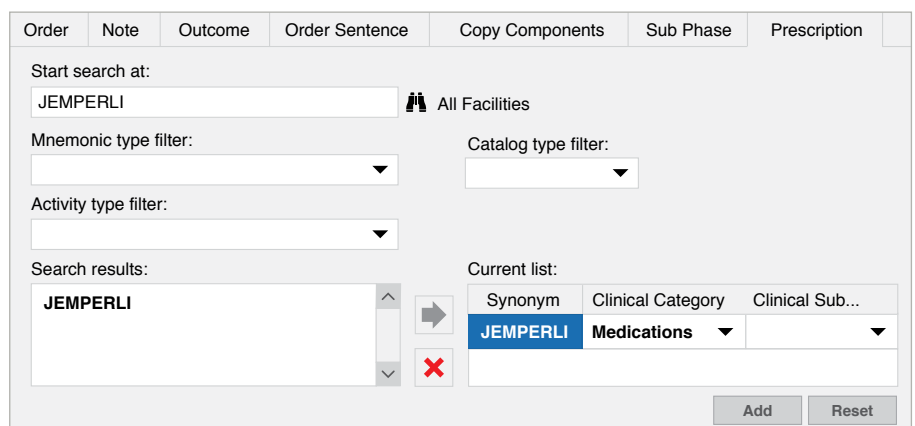 Order Note Outcome Order Sentence Copy Components Sub Phase Prescription
Start search at:
JEMPERLI All Facilities
Mnemonic type filter: Catalog type filter:
Activity type filter:
Search results: Current list:
JEMPERLI
Synonym Clinical Category Clinical Sub...
JEMPERLI Medications
Add Reset